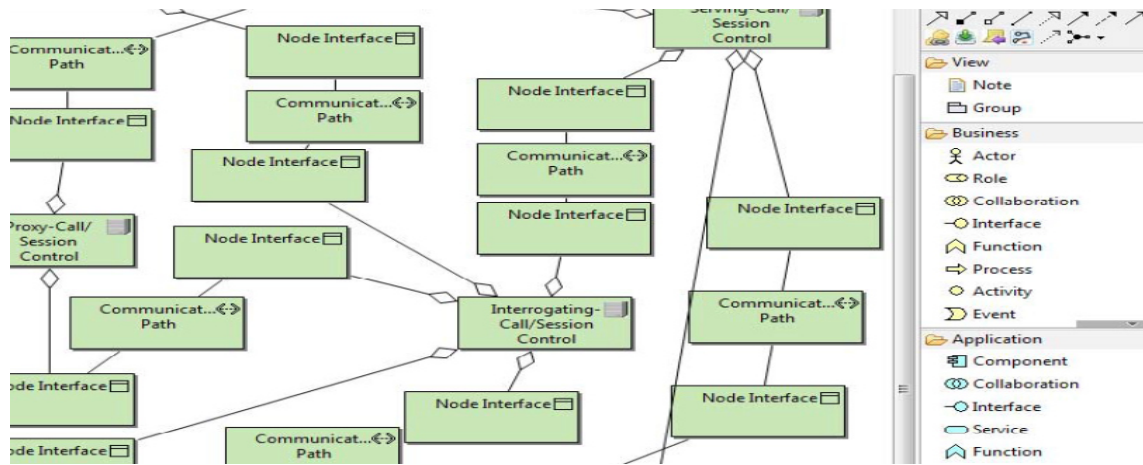 Serving-Call/
Session
Control
Node Interface
Communicat...
Path
Node Interface
Communicat...
Path
Node Interface
Node Interface
Communicat...
Path
Node Interface
Node Interface
Node Interface
Proxy-Call/
Session
Control
Node Interface
Communicat...
Path
Interrogating-
Call/Session
Control
Communicat...
Path
Node Interface
Node Interface
Node Interface
Communicat...
Path
Node Interface
View
Note
Group
Business
Actor
Role
Collaboration
Interface
Function
Process
Activity
Event
Application
Component
Collaboration
Interface
Service
Function